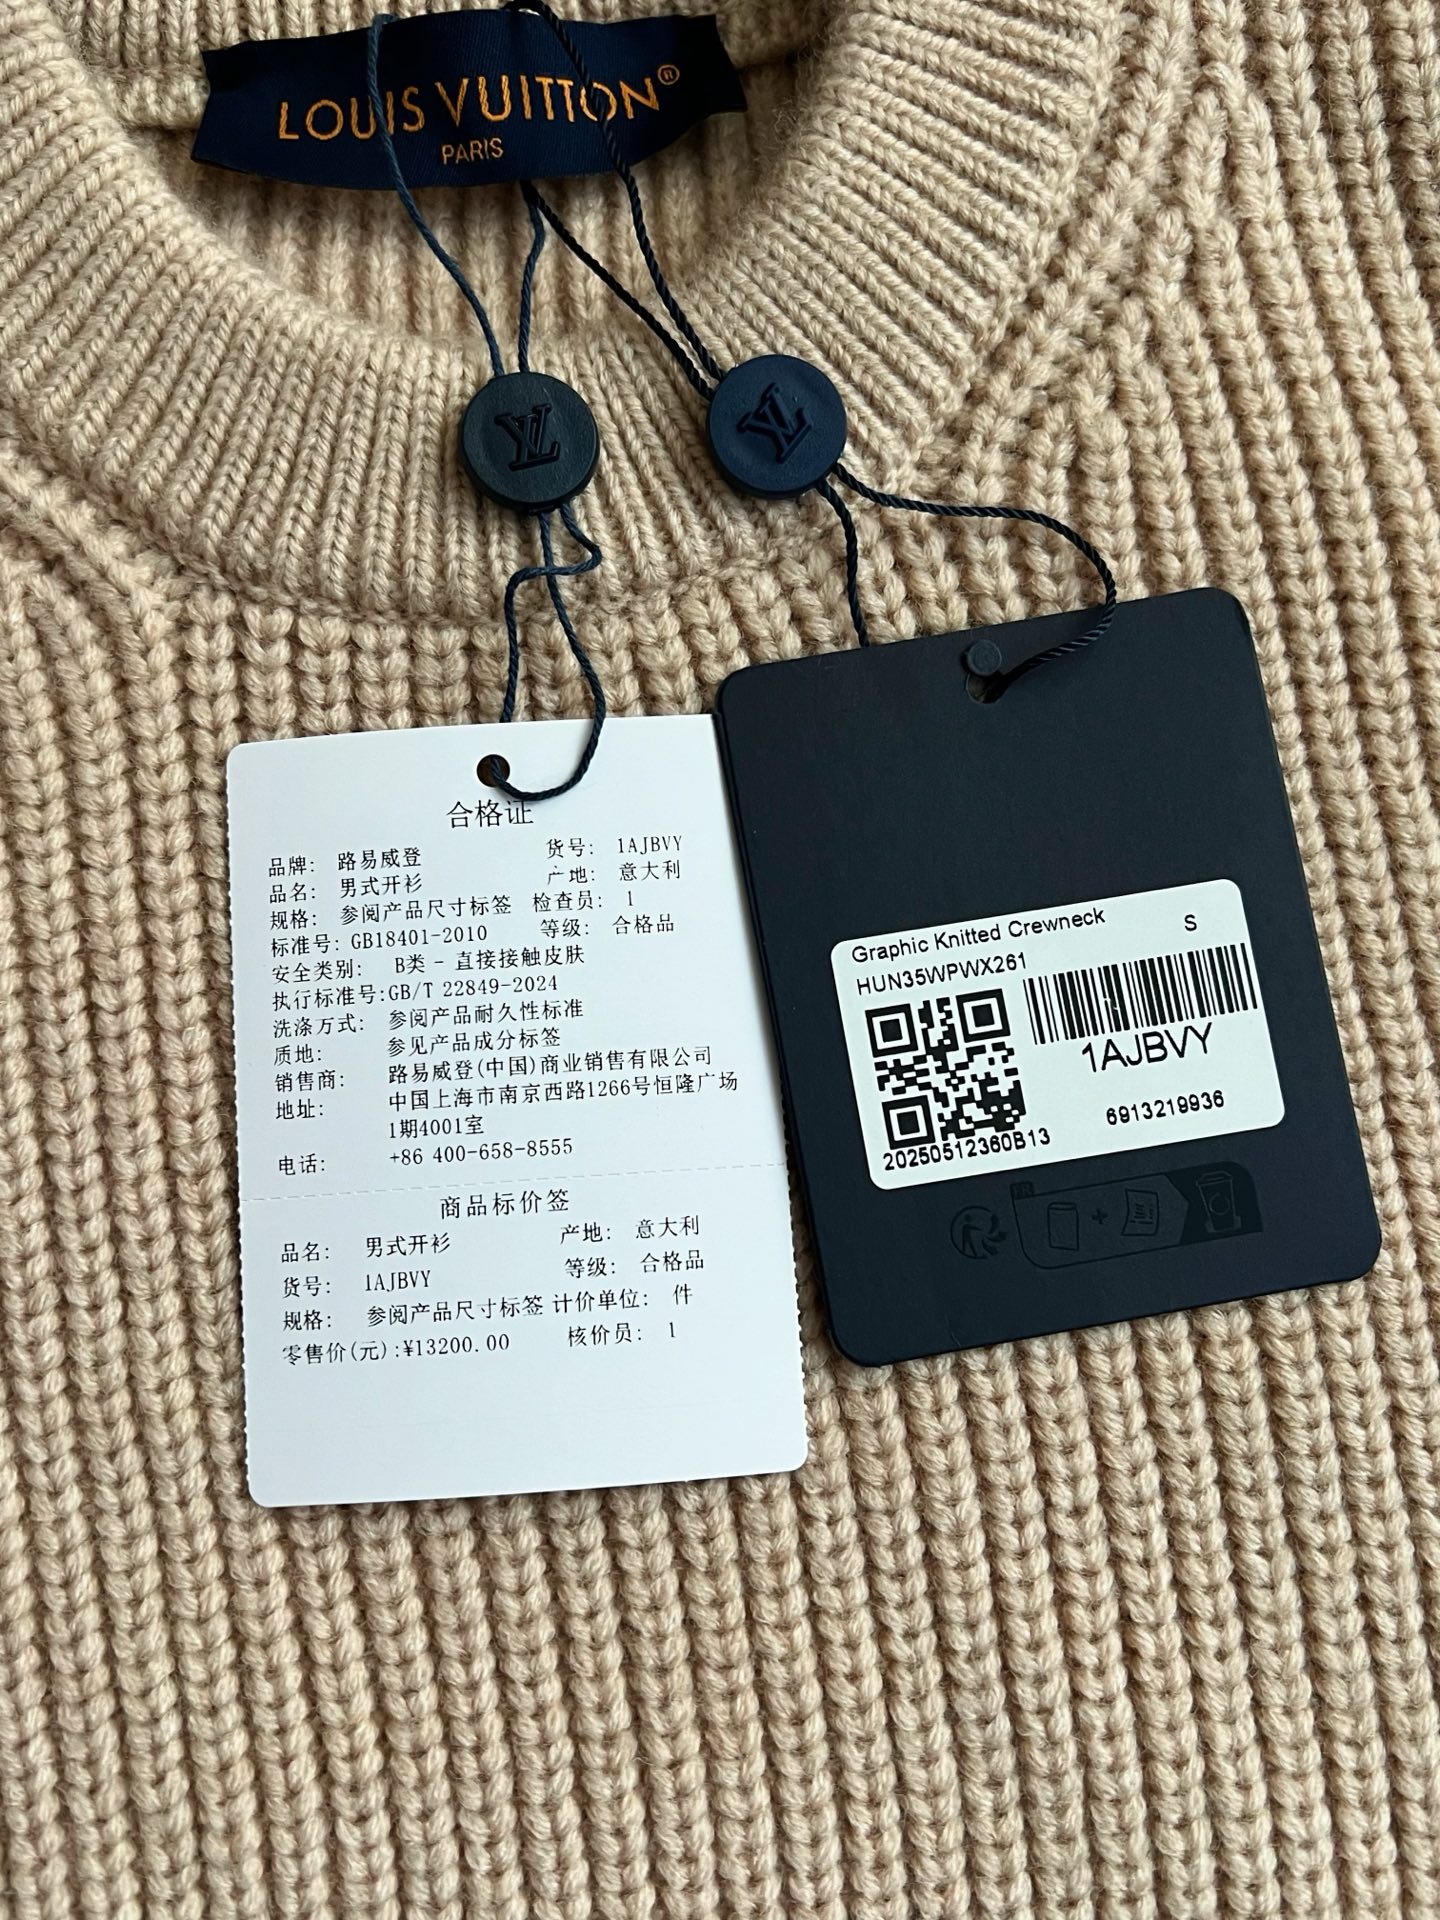 LOUIS VUITTON®
PARIS
合格证
品牌: 路易威登 货号: 1AJBVY
品名: 男式开衫 产地: 意大利
规格: 参阅产品尺寸标签 检查员: 1
标准号: GB18401-2010 等级: 合格品
安全类别: B类 - 直接接触皮肤
执行标准号:GB/T 22849-2024
洗涤方式: 参阅产品耐久性标准
质地: 参见产品成分标签
销售商: 路易威登(中国)商业销售有限公司
地址: 中国上海市南京西路1266号恒隆广场
1期4001室
电话: +86 400-658-8555
商品标价签
品名: 男式开衫 产地: 意大利
货号: 1AJBVY 等级: 合格品
规格: 参阅产品尺寸标签 计价单位: 件
零售价(元):¥13200.00 核价员: 1
Graphic Knitted Crewneck S
HUN35WPWX261
1AJBVY
6913219936
20250512360B13
FR